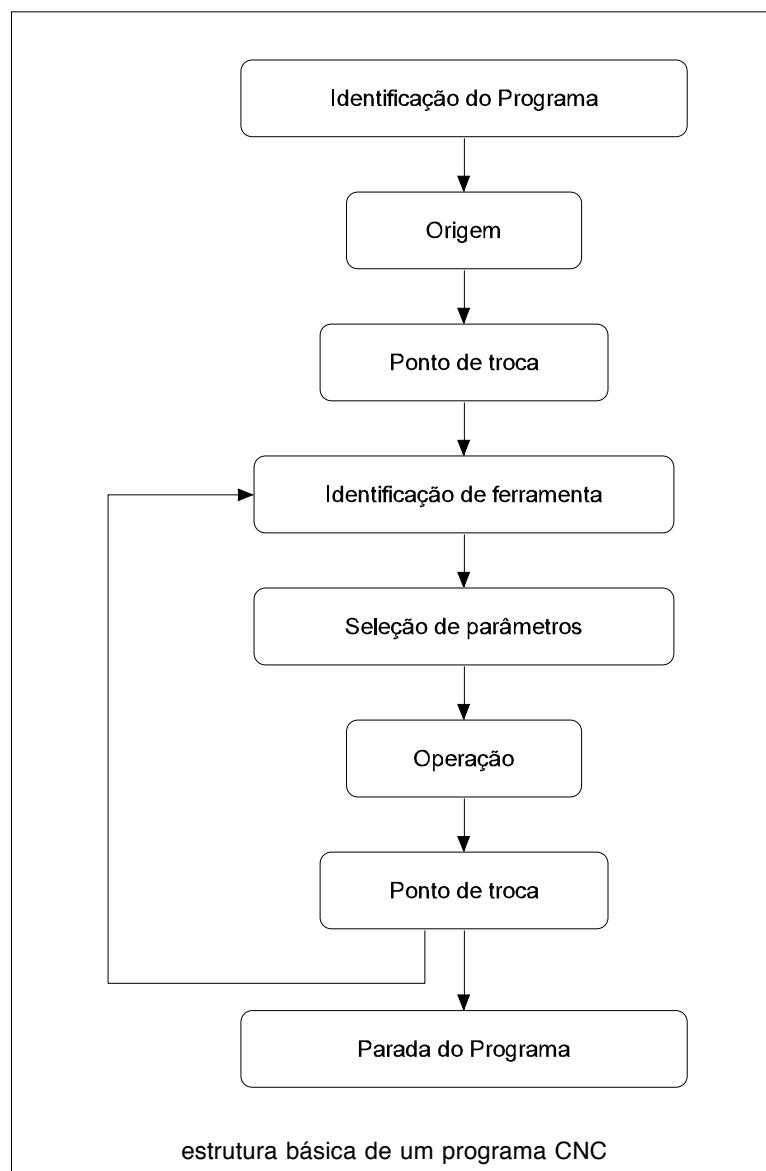 Identificação do Programa
Origem
Ponto de troca
Identificação de ferramenta
Seleção de parâmetros
Operação
Ponto de troca
Parada do Programa
estrutura básica de um programa CNC